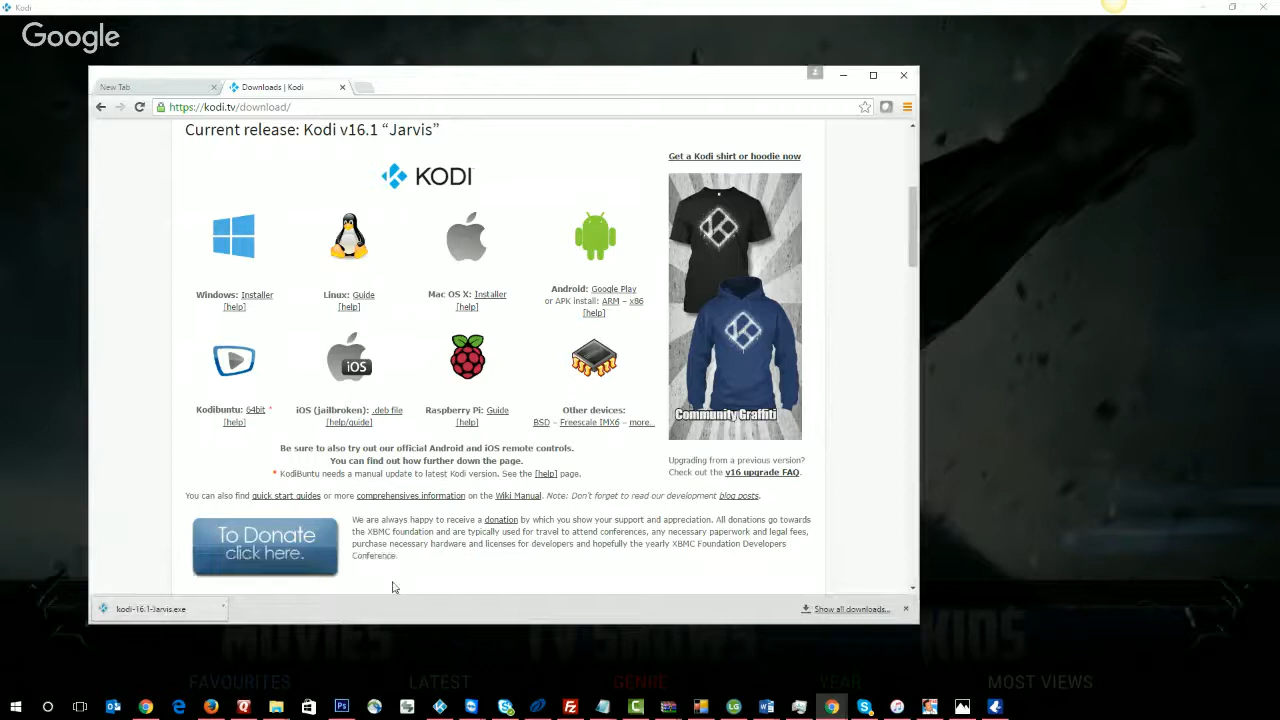 Kodi
Google
New Tab
Downloads | Kodi
https://kodi.tv/download/
Current release: Kodi v16.1 “Jarvis”
KODI
Get a Kodi shirt or hoodie now
Windows: Installer
[help]
Linux: Guide
[help]
Mac OS X: Installer
[help]
Android: Google Play
or APK install: ARM – x86
[help]
iOS
Kodibuntu: 64bit *
[help]
iOS (jailbroken): .deb file
[help/guide]
Raspberry Pi: Guide
[help]
Other devices:
BSD – Freescale IMX6 – more..
Community Graffiti
Be sure to also try out our official Android and iOS remote controls.
You can find out how further down the page.
* KodiBuntu needs a manual update to latest Kodi version. See the [help] page.
Upgrading from a previous version?
Check out the v16 upgrade FAQ.
You can also find quick start guides or more comprehensives information on the Wiki Manual. Note: Don't forget to read our development blog posts.
To Donate
click here.
We are always happy to receive a donation by which you show your support and appreciation. All donations go towards
the XBMC foundation and are typically used for travel to attend conferences, any necessary paperwork and legal fees,
purchase necessary hardware and licenses for developers and hopefully the yearly XBMC Foundation Developers
Conference.
kodi-16.1-Jarvis.exe
Show all downloads...
MOVIES
TV SHOWS
KIDS
FAVOURITES
LATEST
GENRE
YEAR
MOST VIEWS